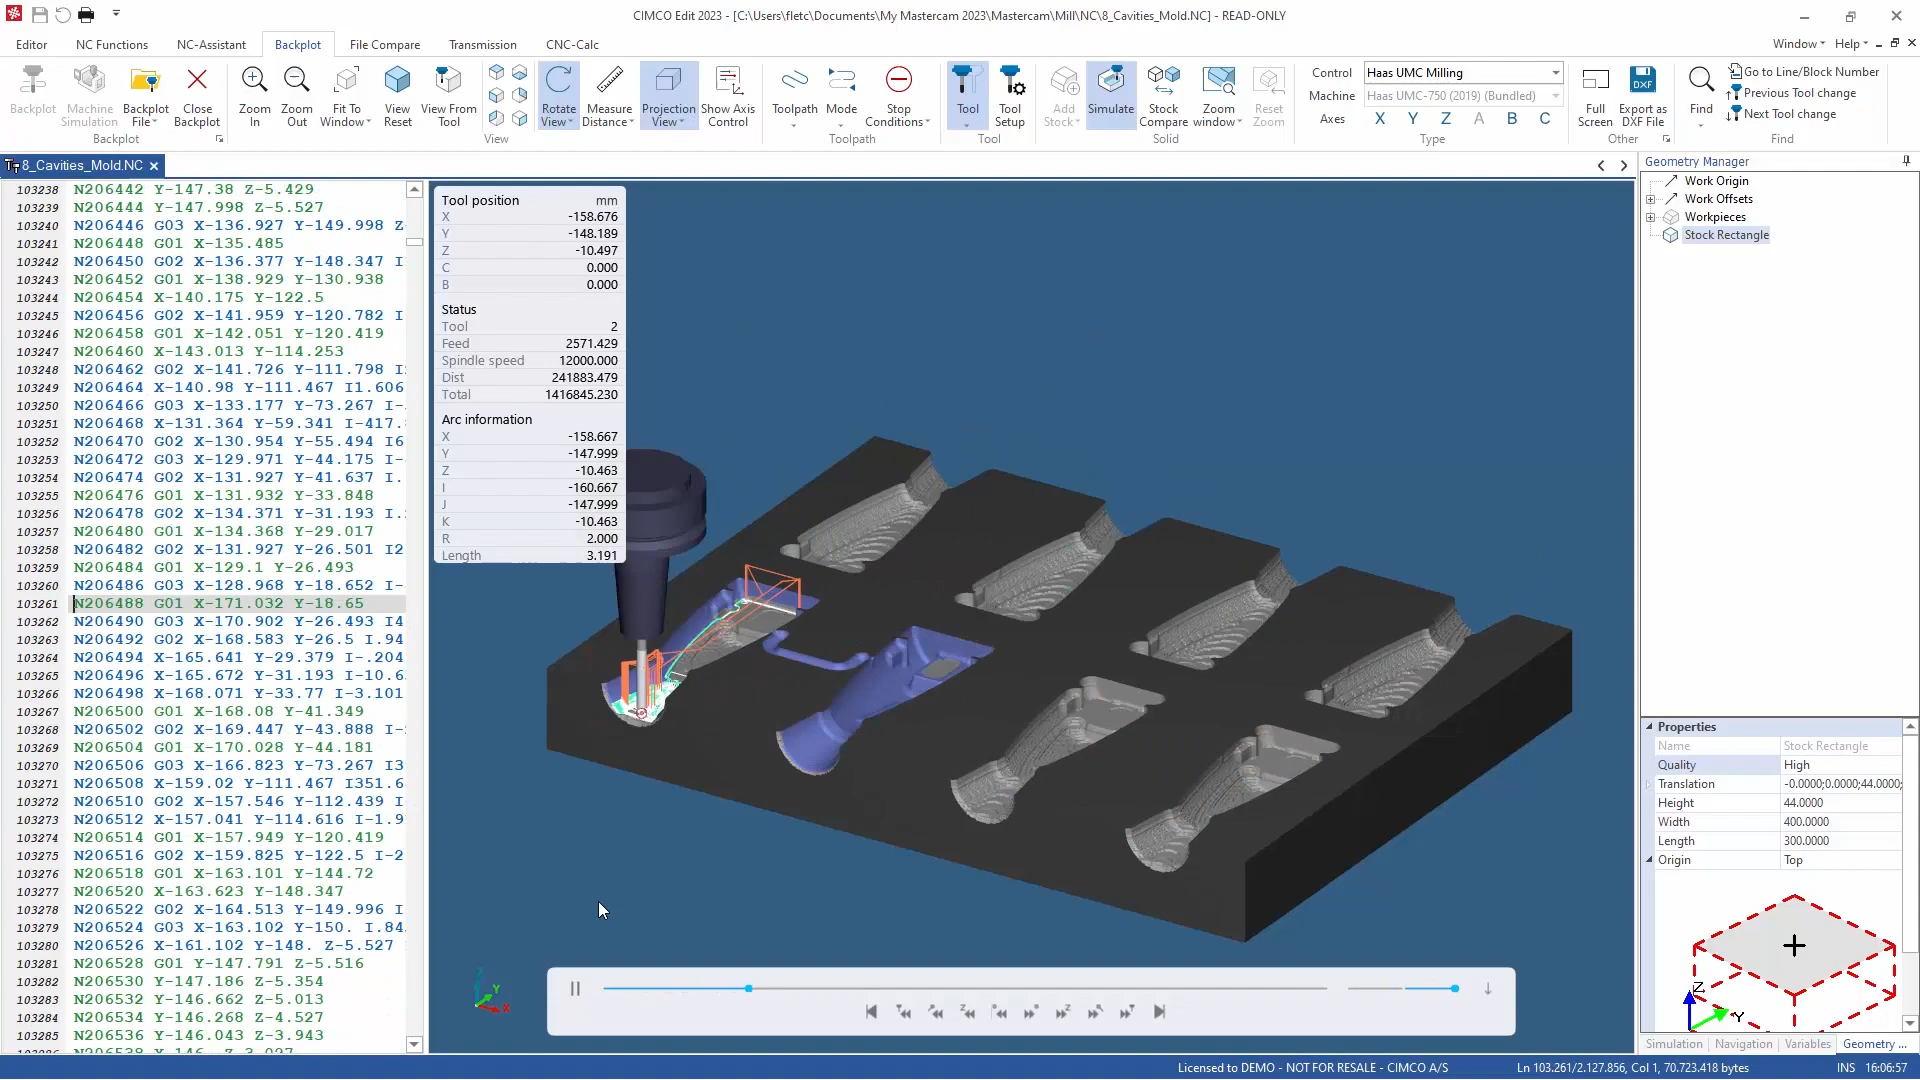 CIMCO Edit 2023 - [C:\Users\fletc\Documents\My Mastercam 2023\Mastercam\Mill\NC\8_Cavities_Mold.NC] - READ-ONLY
Editor NC Functions NC-Assistant Backplot File Compare Transmission CNC-Calc Window Help
Backplot
Machine Simulation
Backplot File
Close Backplot
Backplot
Zoom In
Zoom Out
Fit To Window
View Reset
View From Tool
Rotate View
Measure Distance
Projection View
Show Axis Control
View
Toolpath
Mode
Stop Conditions
Toolpath
Tool
Tool Setup
Tool
Add Stock
Simulate
Stock Compare
Zoom window
Reset Zoom
Solid
Control Haas UMC Milling
Machine Haas UMC-750 (2019) (Bundled)
Axes X Y Z A B C
Type
Full Screen
DXF
Export as DXF File
Other
Find
Go to Line/Block Number
Previous Tool change
Next Tool change
Find
8_Cavities_Mold.NC
103238 N206442 Y-147.38 Z-5.429
103239 N206444 Y-147.998 Z-5.527
103240 N206446 G03 X-136.927 Y-149.998 Z
103241 N206448 G01 X-135.485
103242 N206450 G02 X-136.377 Y-148.347 I
103243 N206452 G01 X-138.929 Y-130.938
103244 N206454 X-140.175 Y-122.5
103245 N206456 G02 X-141.959 Y-120.782 I
103246 N206458 G01 X-142.051 Y-120.419
103247 N206460 X-143.013 Y-114.253
103248 N206462 G02 X-141.726 Y-111.798 I
103249 N206464 X-140.98 Y-111.467 I1.606
103250 N206466 G03 X-133.177 Y-73.267 I-
103251 N206468 X-131.364 Y-59.341 I-417.
103252 N206470 G02 X-130.954 Y-55.494 I6
103253 N206472 G03 X-129.971 Y-44.175 I-
103254 N206474 G02 X-131.927 Y-41.637 I.
103255 N206476 G01 X-131.932 Y-33.848
103256 N206478 G02 X-134.371 Y-31.193 I.
103257 N206480 G01 X-134.368 Y-29.017
103258 N206482 G02 X-131.927 Y-26.501 I2
103259 N206484 G01 X-129.1 Y-26.493
103260 N206486 G03 X-128.968 Y-18.652 I-
103261 N206488 G01 X-171.032 Y-18.65
103262 N206490 G03 X-170.902 Y-26.493 I4
103263 N206492 G02 X-168.583 Y-26.5 I.94
103264 N206494 X-165.641 Y-29.379 I-.204
103265 N206496 X-165.672 Y-31.193 I-10.6
103266 N206498 X-168.071 Y-33.77 I-3.101
103267 N206500 G01 X-168.08 Y-41.349
103268 N206502 G02 X-169.447 Y-43.888 I-
103269 N206504 G01 X-170.028 Y-44.181
103270 N206506 G03 X-166.823 Y-73.267 I3
103271 N206508 X-159.02 Y-111.467 I351.6
103272 N206510 G02 X-157.546 Y-112.439 I
103273 N206512 X-157.041 Y-114.616 I-1.9
103274 N206514 G01 X-157.949 Y-120.419
103275 N206516 G02 X-159.825 Y-122.5 I-2
103276 N206518 G01 X-163.101 Y-144.72
103277 N206520 X-163.623 Y-148.347
103278 N206522 G02 X-164.513 Y-149.996 I
103279 N206524 G03 X-163.102 Y-150. I.84
103280 N206526 X-161.102 Y-148. Z-5.527
103281 N206528 G01 Y-147.791 Z-5.516
103282 N206530 Y-147.186 Z-5.354
103283 N206532 Y-146.662 Z-5.013
103284 N206534 Y-146.268 Z-4.527
103285 N206536 Y-146.043 Z-3.943
Tool position mm
X -158.676
Y -148.189
Z -10.497
C 0.000
B 0.000
Status
Tool 2
Feed 2571.429
Spindle speed 12000.000
Dist 241883.479
Total 1416845.230
Arc information
X -158.667
Y -147.999
Z -10.463
I -160.667
J -147.999
K -10.463
R 2.000
Length 3.191
Y
X
Geometry Manager
Work Origin
Work Offsets
Workpieces
Stock Rectangle
Properties
Name Stock Rectangle
Quality High
Translation -0.0000;0.0000;44.0000;
Height 44.0000
Width 400.0000
Length 300.0000
Origin Top
Z
Y
Simulation Navigation Variables Geometry ...
Licensed to DEMO - NOT FOR RESALE - CIMCO A/S Ln 103.261/2.127.856, Col 1, 70.723.418 bytes INS 16:06:57